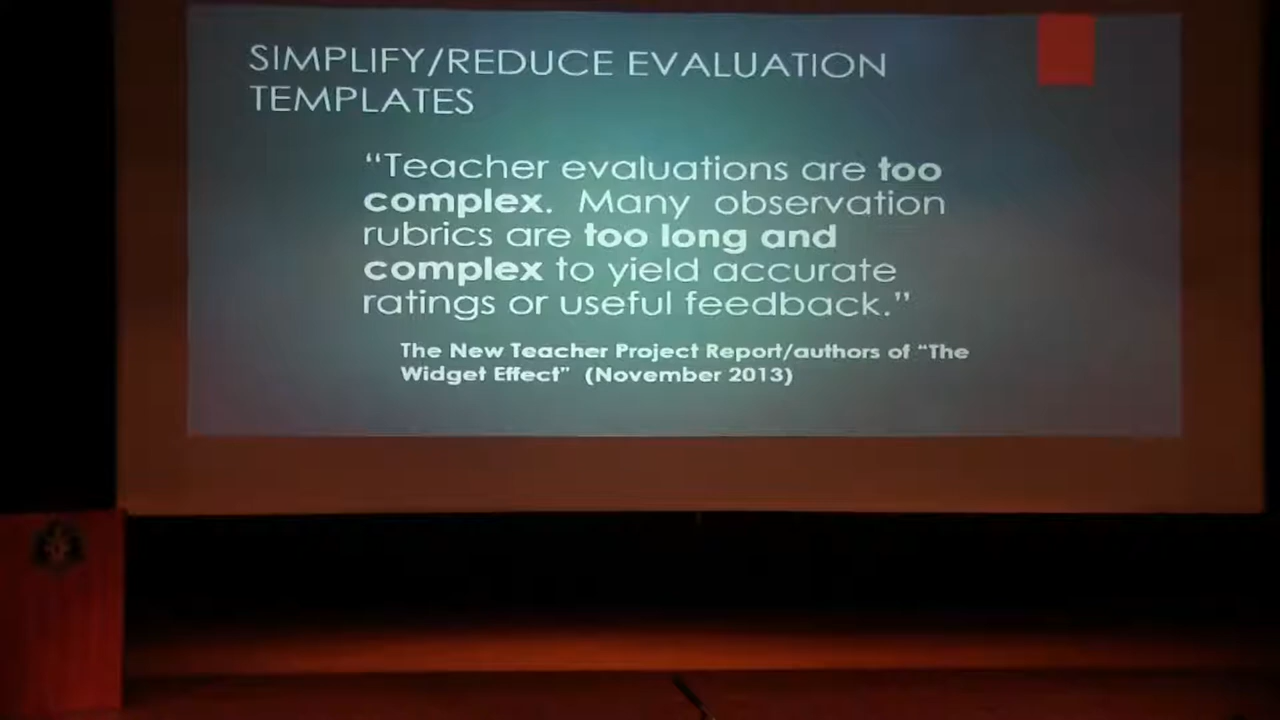 SIMPLIFY/REDUCE EVALUATION
TEMPLATES
“Teacher evaluations are too
complex. Many observation
rubrics are too long and
complex to yield accurate
ratings or useful feedback.”
The New Teacher Project Report/authors of “The
Widget Effect” (November 2013)